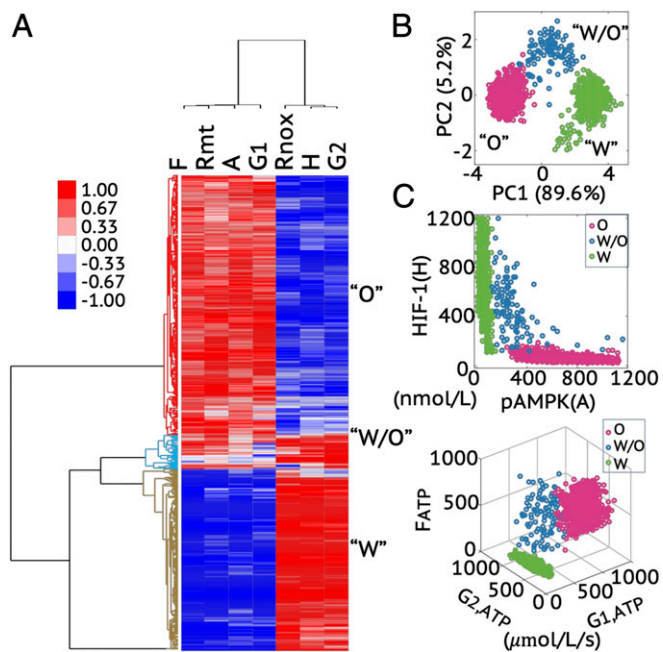 A
F
Rmt
A
G1
Rnox
H
G2
1.00
0.67
0.33
0.00
-0.33
-0.67
-1.00
“O”
“W/O”
“W”
B
PC2 (5.2%)
2
0
-2
“W/O”
“O”
“W”
0
4
PC1 (89.6%)
C
HIF-1(H)
1200
800
400
0
O
W/O
W
0
400
800
1200
(nmol/L)
pAMPK(A)
O
W/O
W
FATP
1000
500
0
1000
500
0
G2,ATP
0
500
1000
G1,ATP
(μmol/L/s)